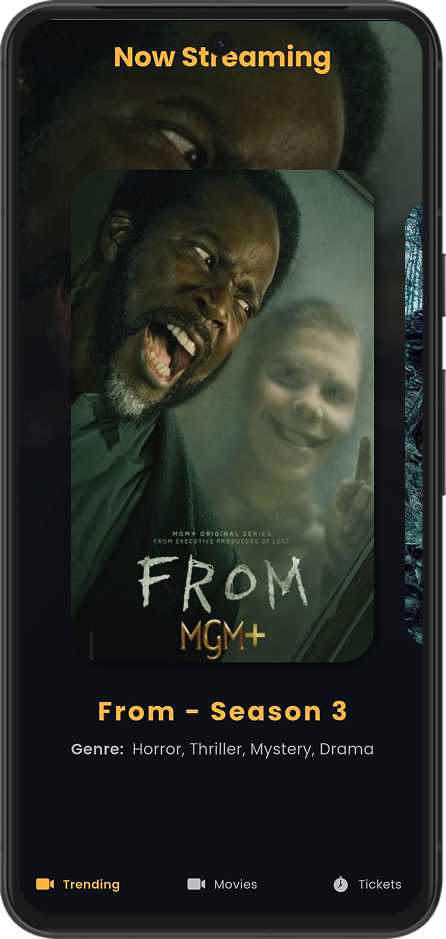 Now Streaming
MGM+ ORIGINAL SERIES
FROM EXECUTIVE PRODUCERS OF LOST
FROM
MGM+
From - Season 3
Genre: Horror, Thriller, Mystery, Drama
Trending
Movies
Tickets